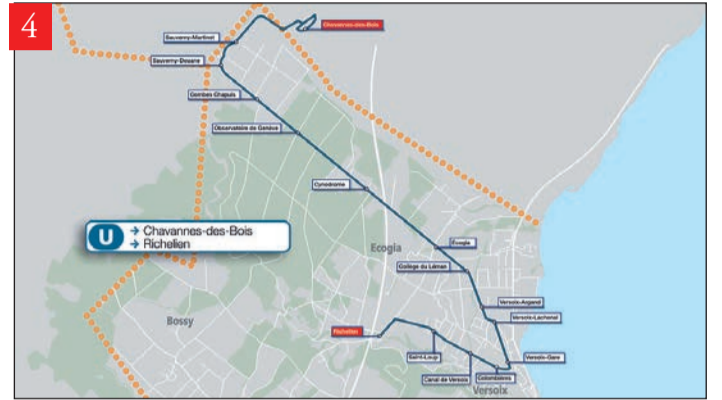 4
Chavannes-des-Bois
Sauverny-Martinet
Sauverny-Douane
Combes Chapuis
Observatoire de Genève
Cynodrome
U → Chavannes-des-Bois
→ Richelien
Ecogia
Ecogia
Collège du Léman
Bossy
Versoix-Argand
Versoix-Lachenal
Richelien
Saint-Loup
Versoix-Gare
Canal de Versoix
Colombières
Versoix